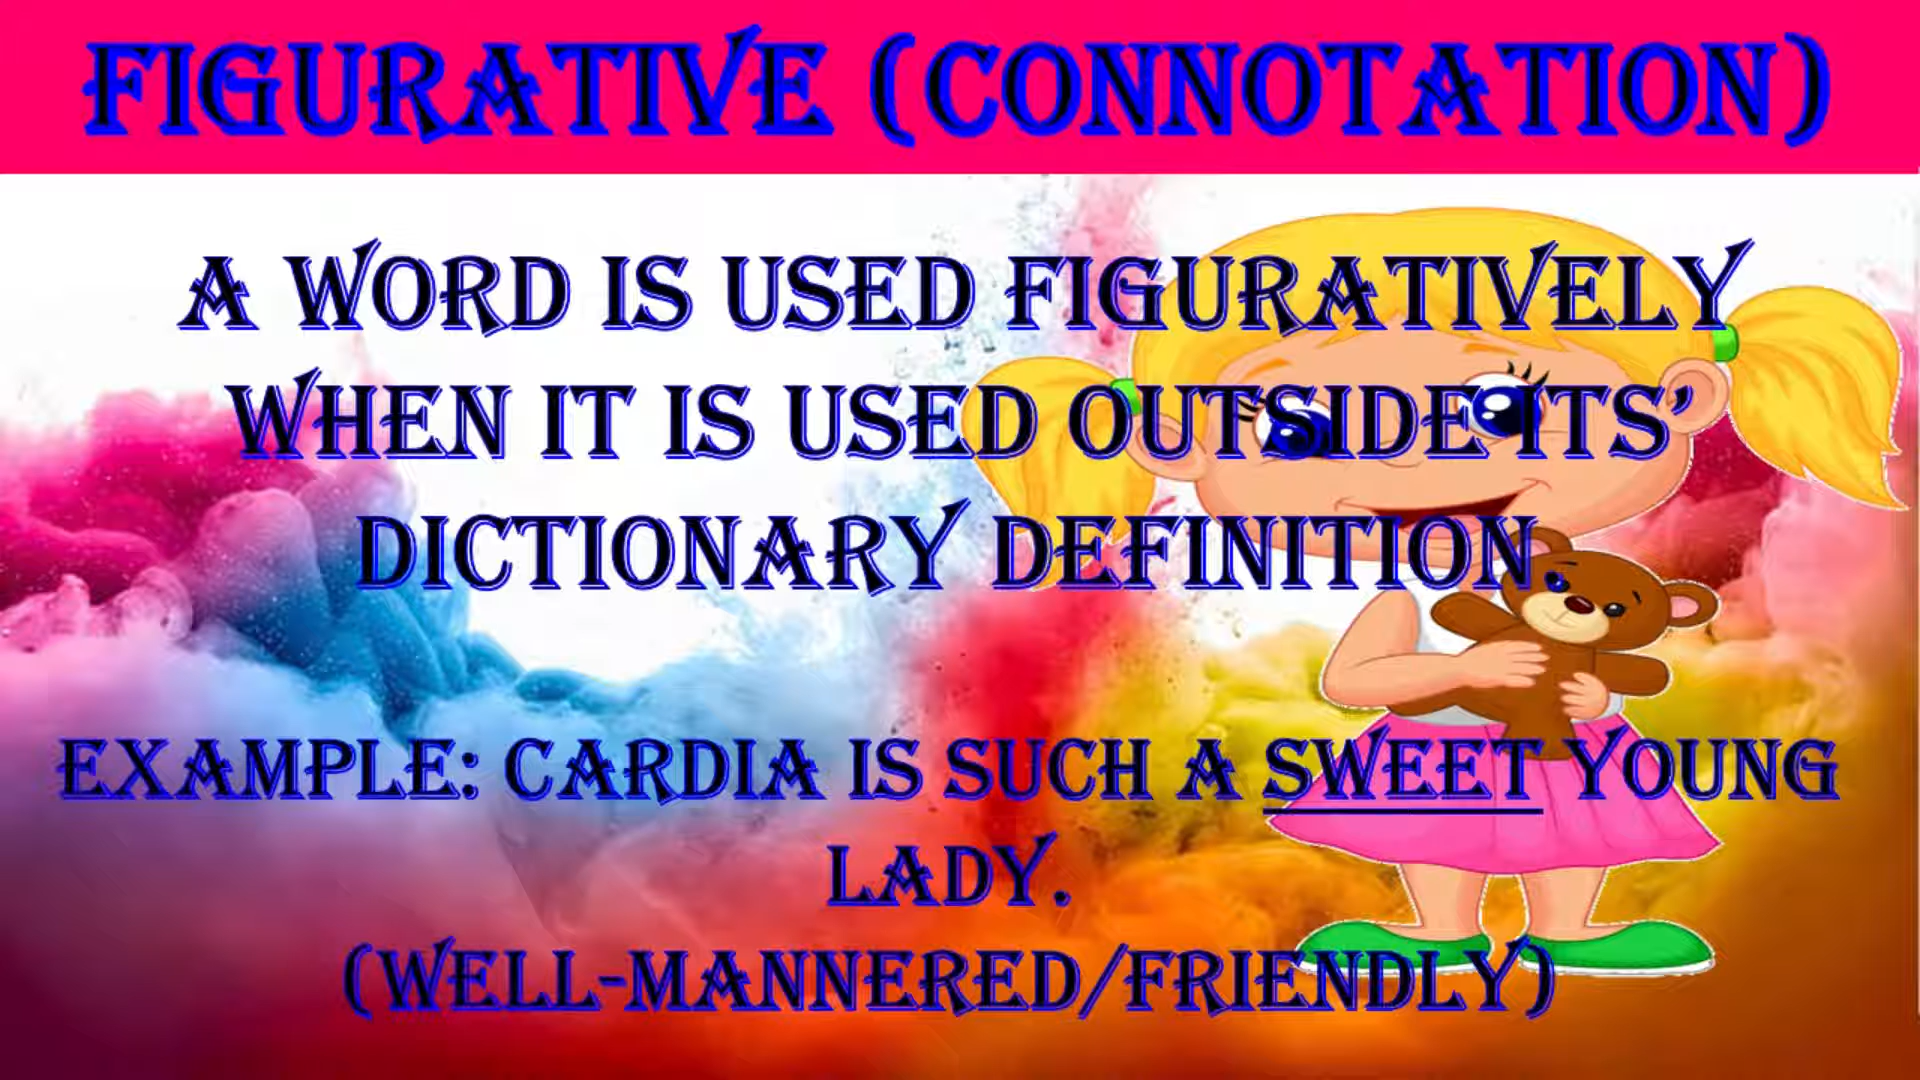 FIGURATIVE (CONNOTATION)
A WORD IS USED FIGURATIVELY
WHEN IT IS USED OUTSIDE ITS’
DICTIONARY DEFINITION.
EXAMPLE: CARDIA IS SUCH A SWEET YOUNG
LADY.
(WELL-MANNERED/FRIENDLY)